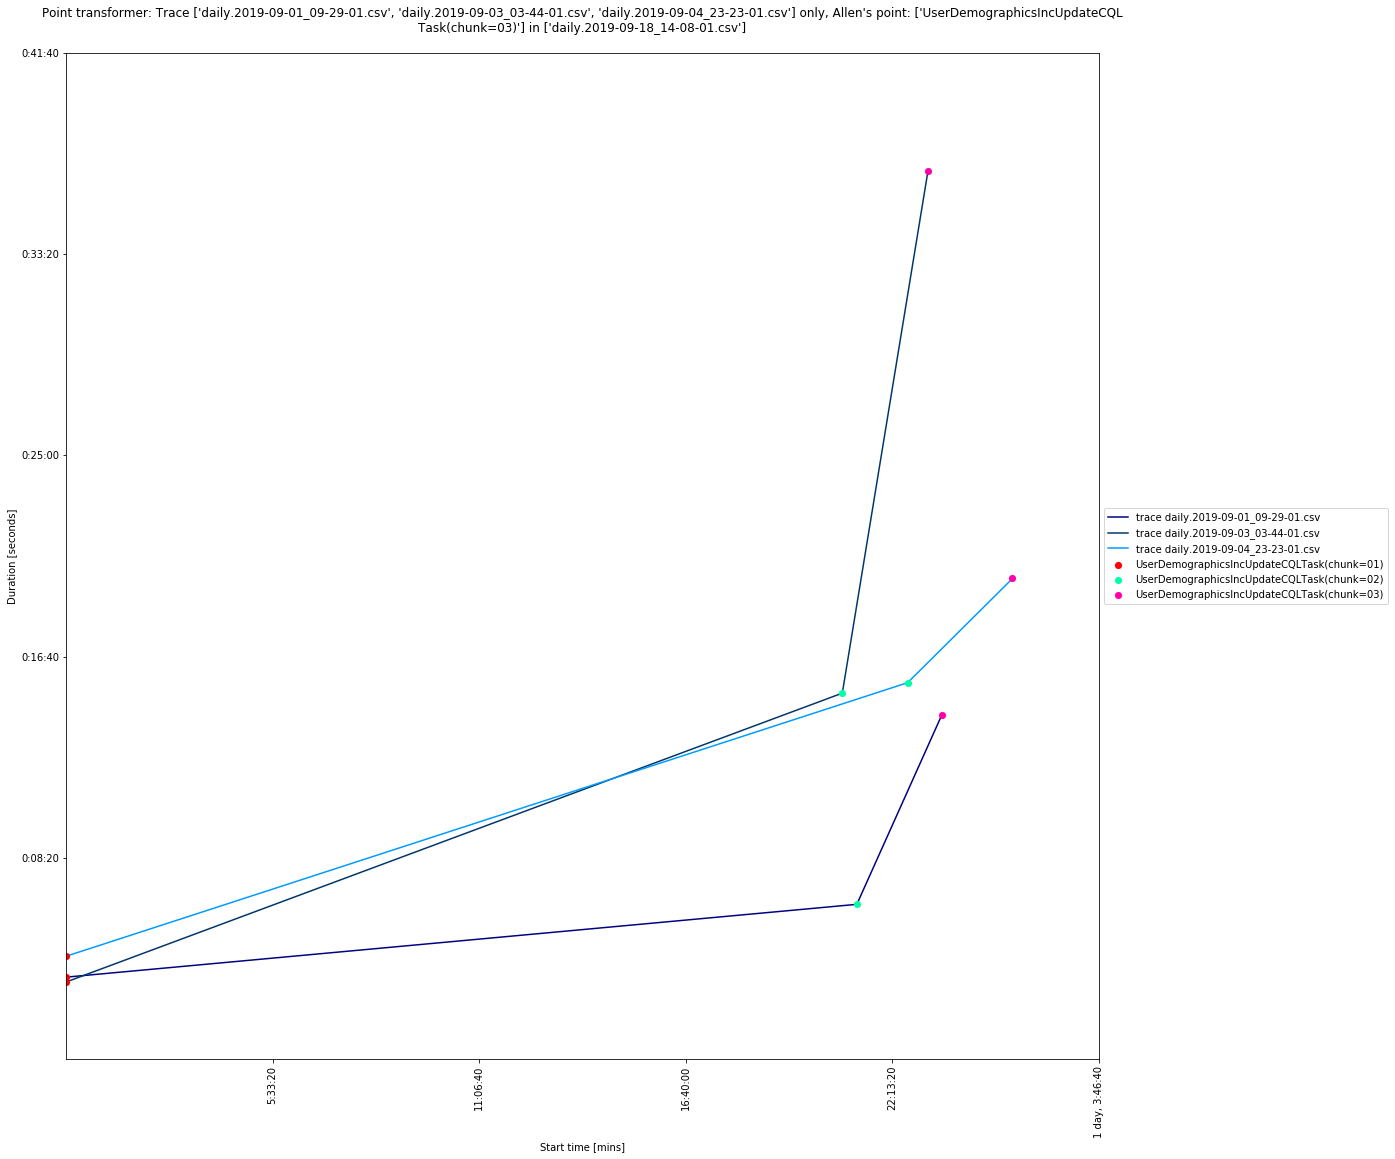 Point transformer: Trace ['daily.2019-09-01_09-29-01.csv', 'daily.2019-09-03_03-44-01.csv', 'daily.2019-09-04_23-23-01.csv'] only, Allen's point: ['UserDemographicsIncUpdateCQL
Task(chunk=03)'] in ['daily.2019-09-18_14-08-01.csv']
0:41:40
0:33:20
0:25:00
0:16:40
0:08:20
Duration [seconds]
5:33:20
11:06:40
16:40:00
22:13:20
1 day, 3:46:40
Start time [mins]
trace daily.2019-09-01_09-29-01.csv
trace daily.2019-09-03_03-44-01.csv
trace daily.2019-09-04_23-23-01.csv
UserDemographicsIncUpdateCQLTask(chunk=01)
UserDemographicsIncUpdateCQLTask(chunk=02)
UserDemographicsIncUpdateCQLTask(chunk=03)